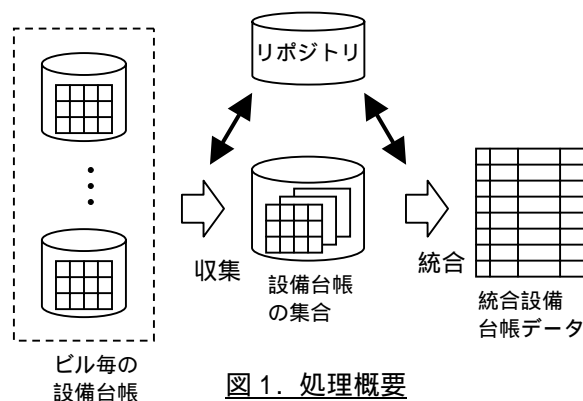 リポジトリ
収集
統合
設備台帳
の集合
統合設備
台帳データ
ビル毎の
設備台帳
図1. 処理概要